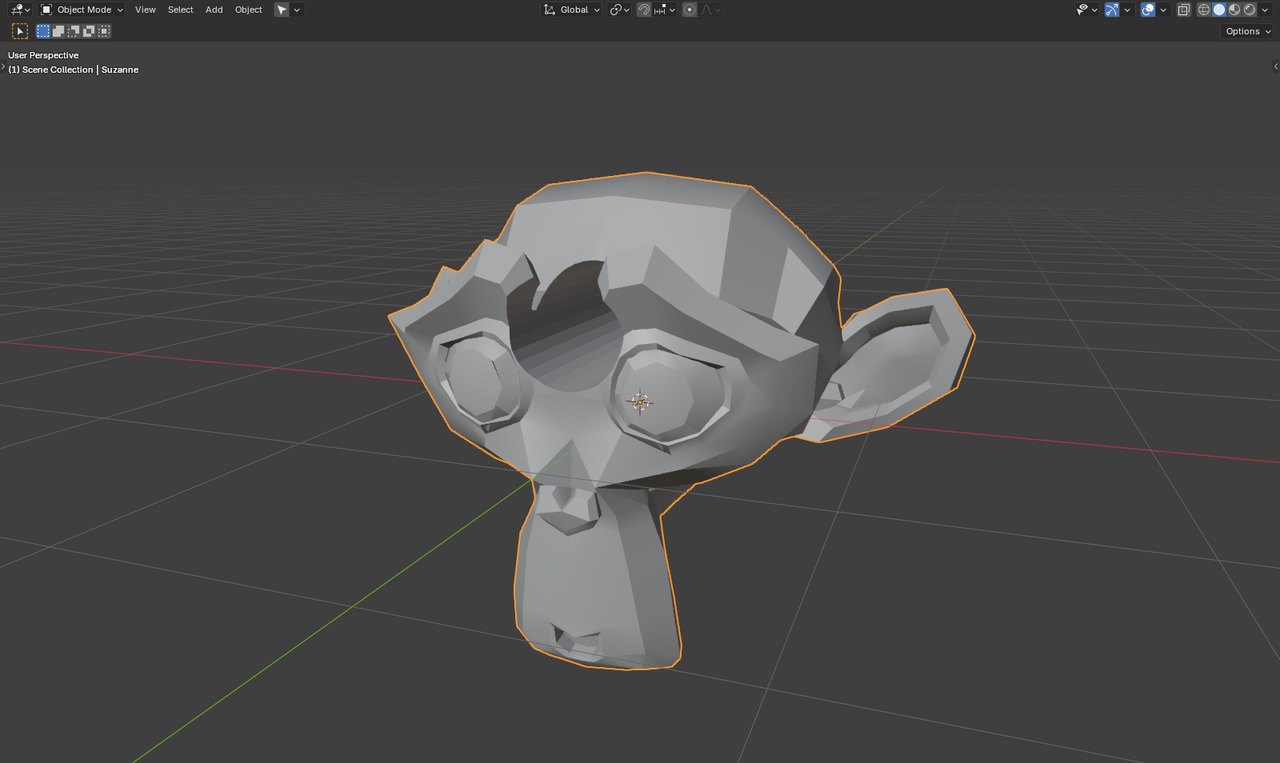 Object Mode View Select Add Object Global
Options
User Perspective
(1) Scene Collection | Suzanne